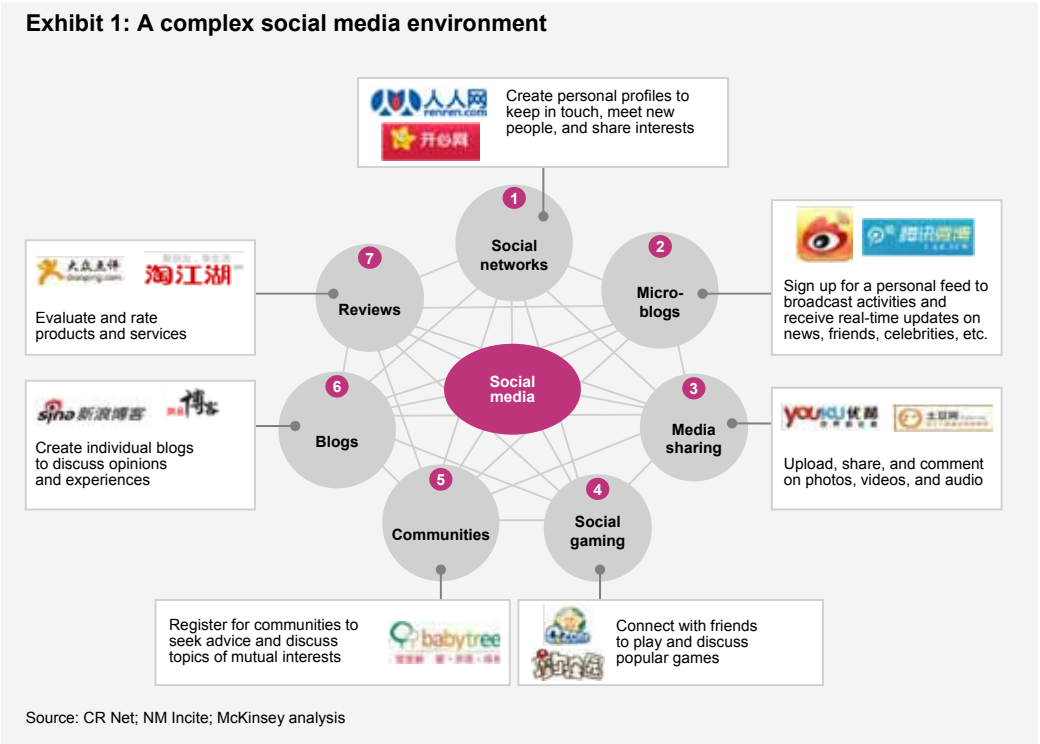 Exhibit 1: A complex social media environment
人人网
renren.com
开心网
Create personal profiles to
keep in touch, meet new
people, and share interests
1
Social
networks
2
Micro-
blogs
腾讯微博
Sign up for a personal feed to
broadcast activities and
receive real-time updates on
news, friends, celebrities, etc.
3
Media
sharing
YOUKU 优酷
土豆网
Upload, share, and comment
on photos, videos, and audio
4
Social
gaming
Connect with friends
to play and discuss
popular games
5
Communities
Register for communities to
seek advice and discuss
topics of mutual interests
babytree
6
Blogs
sina 新浪博客
博客
Create individual blogs
to discuss opinions
and experiences
7
Reviews
大众点评
dianping.com
淘江湖
Evaluate and rate
products and services
Social
media
Source: CR Net; NM Incite; McKinsey analysis